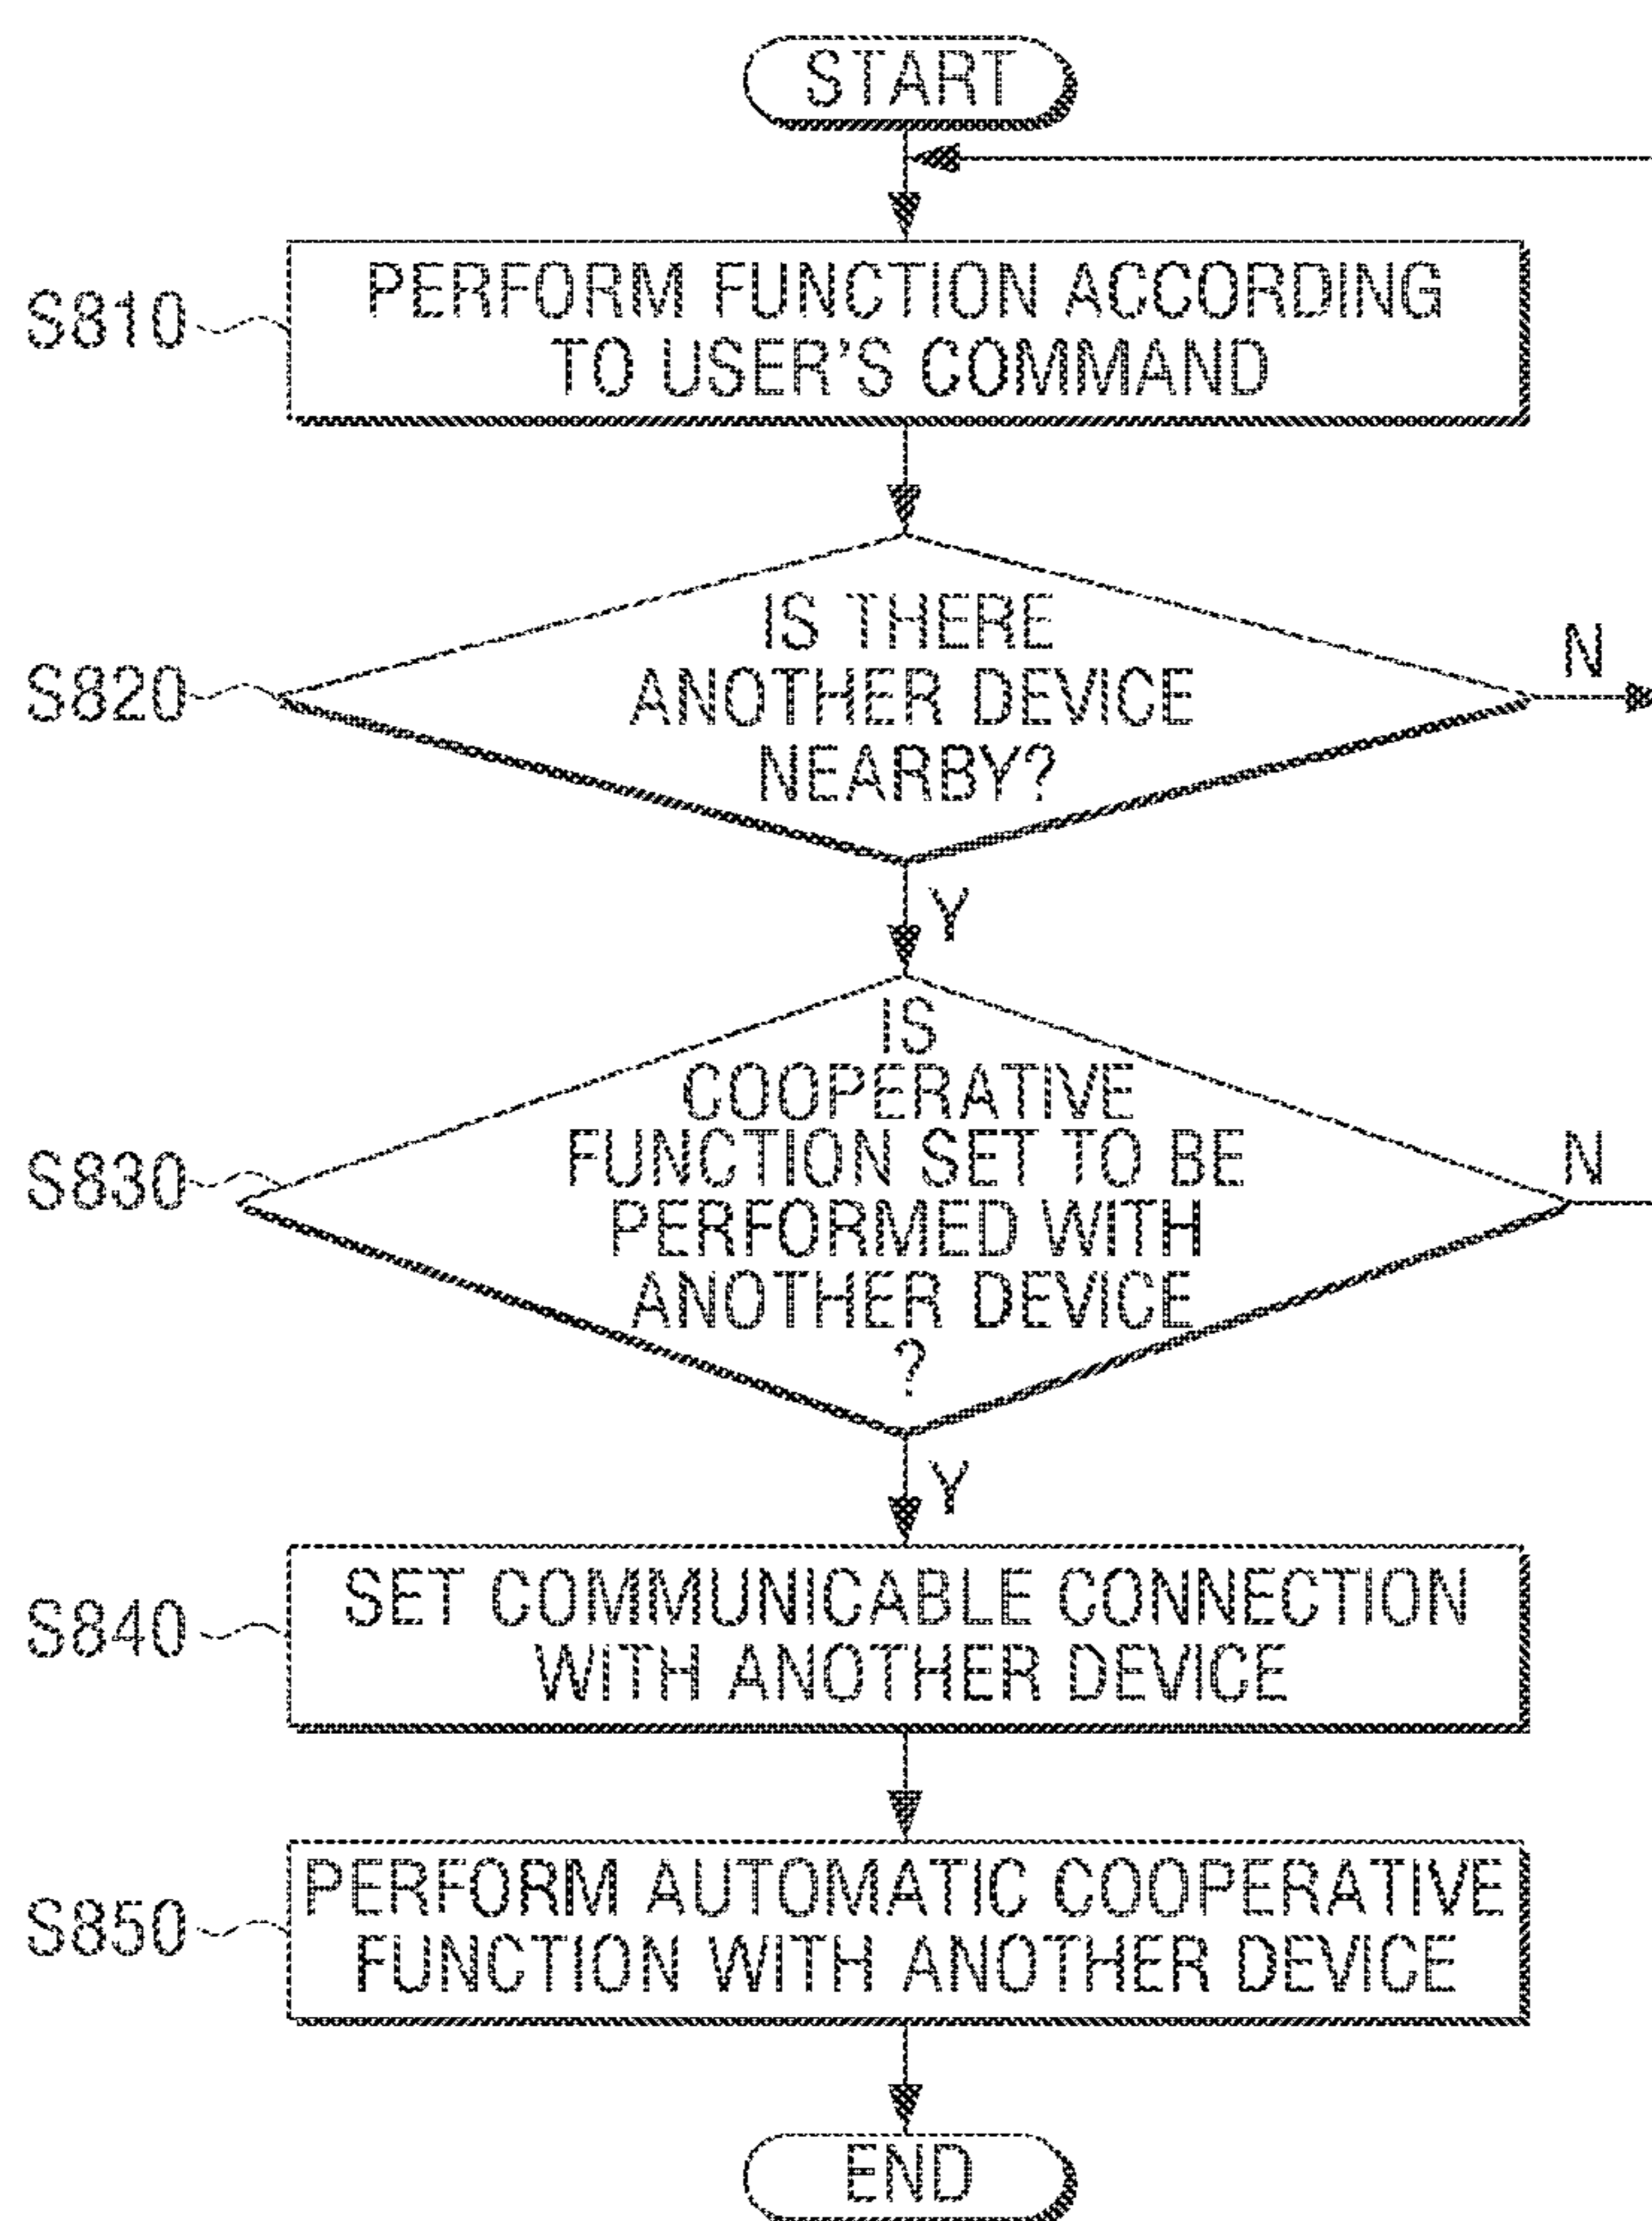 START
S810
PERFORM FUNCTION ACCORDING
TO USER'S COMMAND
S820
IS THERE
ANOTHER DEVICE
NEARBY?
N
Y
S830
IS
COOPERATIVE
FUNCTION SET TO BE
PERFORMED WITH
ANOTHER DEVICE
?
N
Y
S840
SET COMMUNICABLE CONNECTION
WITH ANOTHER DEVICE
S850
PERFORM AUTOMATIC COOPERATIVE
FUNCTION WITH ANOTHER DEVICE
END